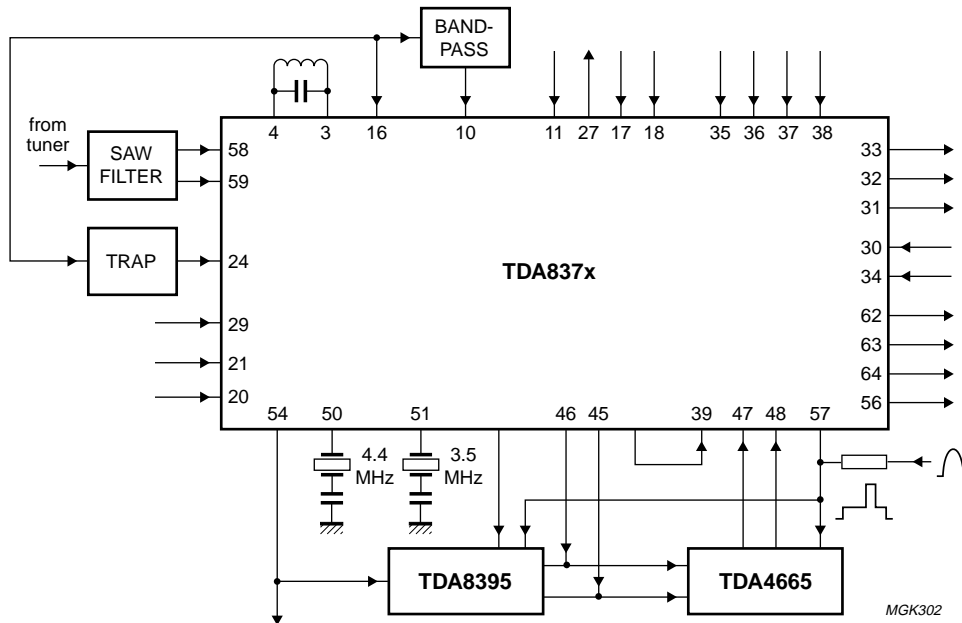 BAND-
PASS
4
3
16
10
11
27
17
18
35
36
37
38
from
tuner
SAW
FILTER
58
59
33
32
31
TRAP
24
TDA837x
30
34
29
21
20
62
63
64
56
54
50
51
46
45
39
47
48
57
4.4
MHz
3.5
MHz
TDA8395
TDA4665
MGK302